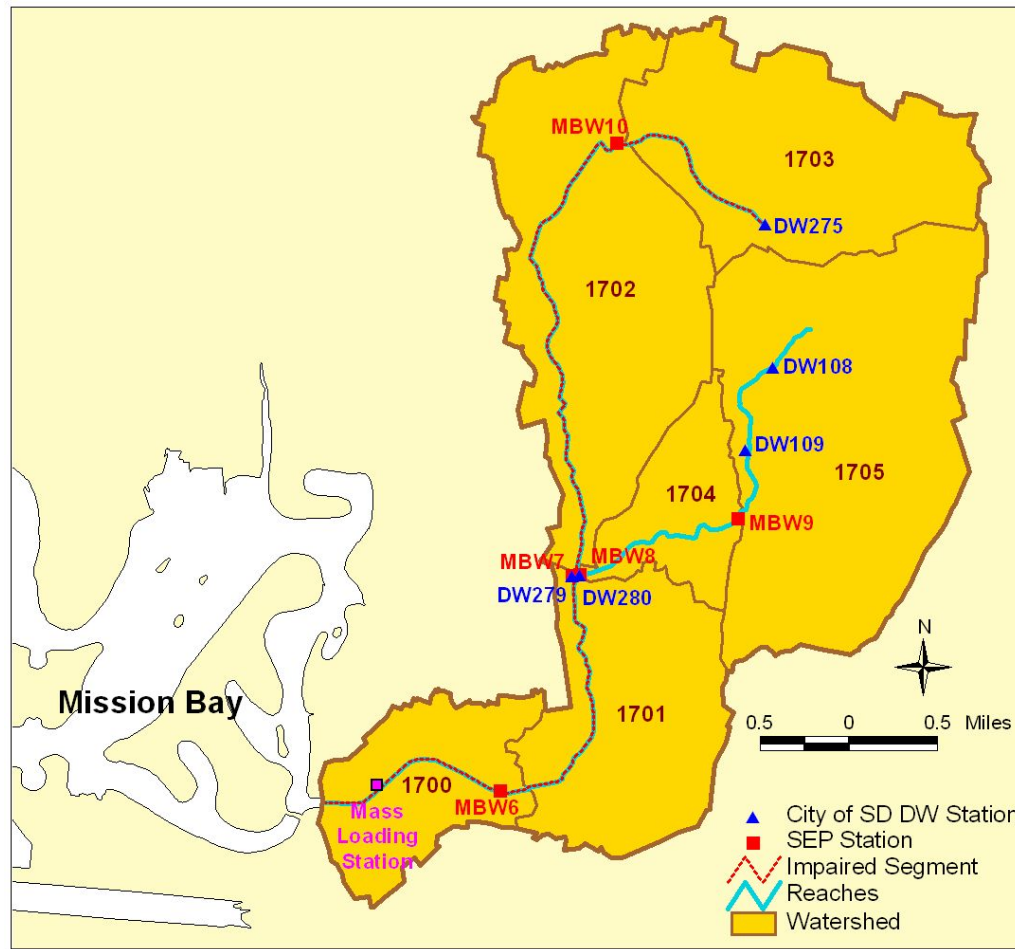 MBW10
1703
DW275
1702
DW108
DW109
1704
1705
MBW9
MBW7
MBW8
DW279
DW280
N
Mission Bay
1701
0.5 0 0.5 Miles
1700
MBW6
Mass
Loading
Station
City of SD DW Station
SEP Station
Impaired Segment
Reaches
Watershed